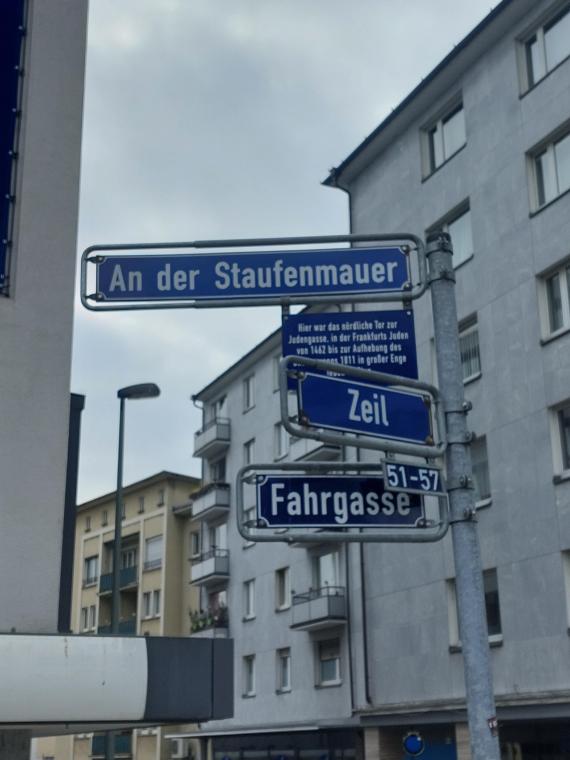 An der Staufenmauer
Hier war das nördliche Tor zur
Judengasse, in der Frankfurts Juden
von 1462 bis zur Aufhebung des
1811 in großer Enge
Zeil
51-57
Fahrgasse